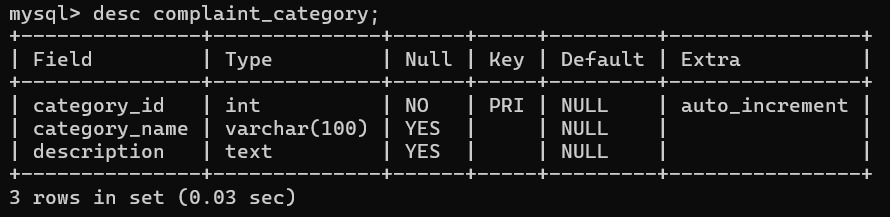 mysql> desc complaint_category;
+---------------+--------------+------+-----+---------+----------------+
| Field         | Type         | Null | Key | Default | Extra          |
+---------------+--------------+------+-----+---------+----------------+
| category_id   | int          | NO   | PRI | NULL    | auto_increment |
| category_name | varchar(100) | YES  |     | NULL    |                |
| description   | text         | YES  |     | NULL    |                |
+---------------+--------------+------+-----+---------+----------------+
3 rows in set (0.03 sec)